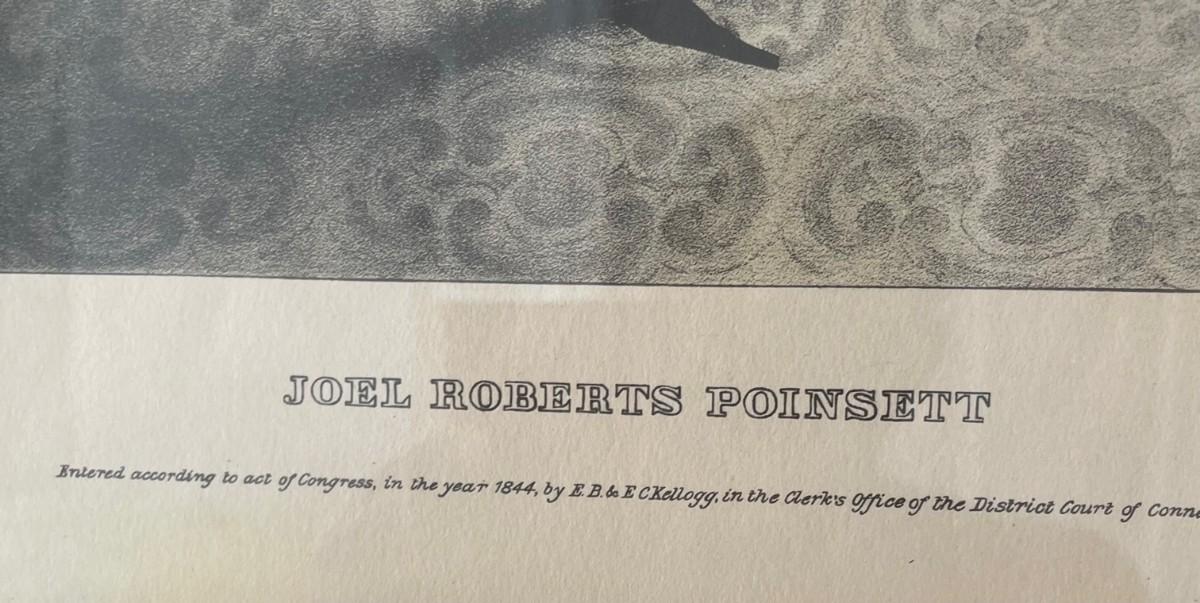 JOEL ROBERTS POINSETT
Entered according to act of Congress, in the year 1844, by E.B. & E C Kellogg, in the Clerk's Office of the District Court of